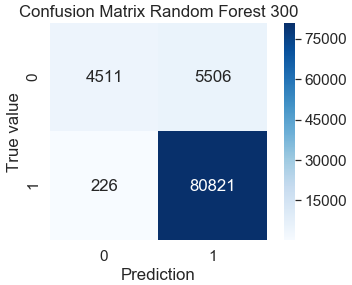 Confusion Matrix Random Forest 300
0 4511 5506
1 226 80821
0 1
Prediction
True value
75000
60000
45000
30000
15000